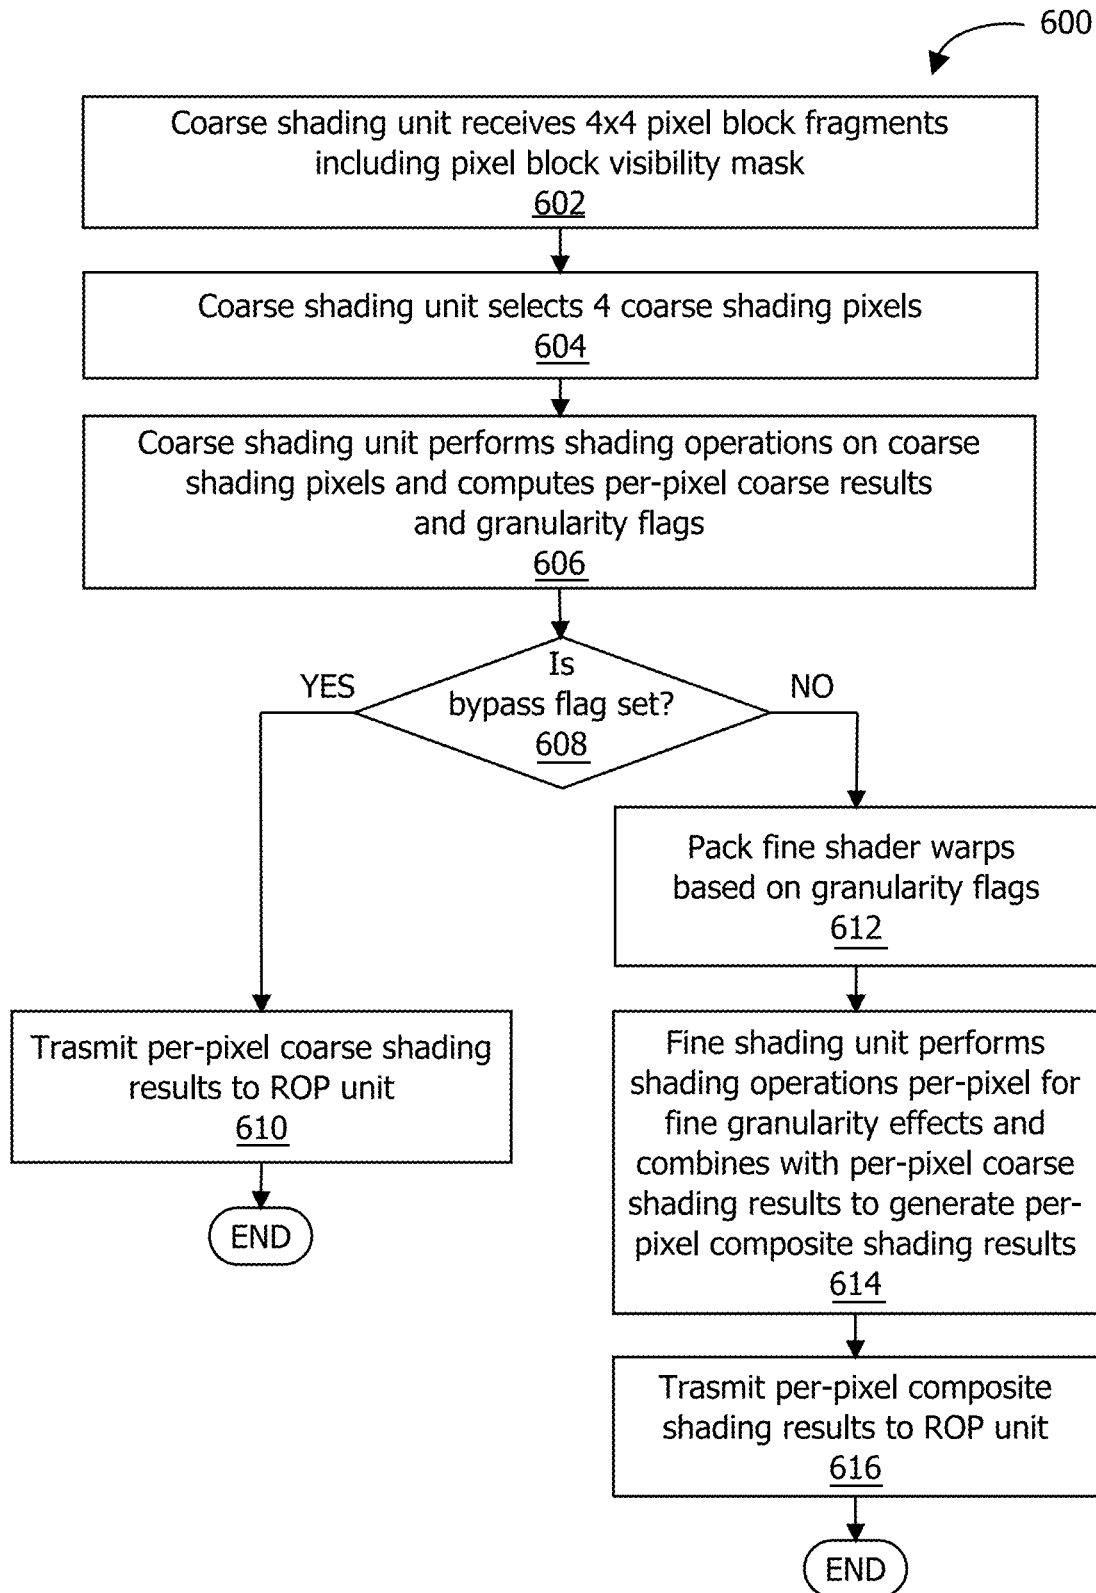 600
Coarse shading unit receives 4x4 pixel block fragments
including pixel block visibility mask
602
Coarse shading unit selects 4 coarse shading pixels
604
Coarse shading unit performs shading operations on coarse
shading pixels and computes per-pixel coarse results
and granularity flags
606
Is
bypass flag set?
608
YES
NO
Pack fine shader warps
based on granularity flags
612
Trasmit per-pixel coarse shading
results to ROP unit
610
END
Fine shading unit performs
shading operations per-pixel for
fine granularity effects and
combines with per-pixel coarse
shading results to generate per-
pixel composite shading results
614
Trasmit per-pixel composite
shading results to ROP unit
616
END